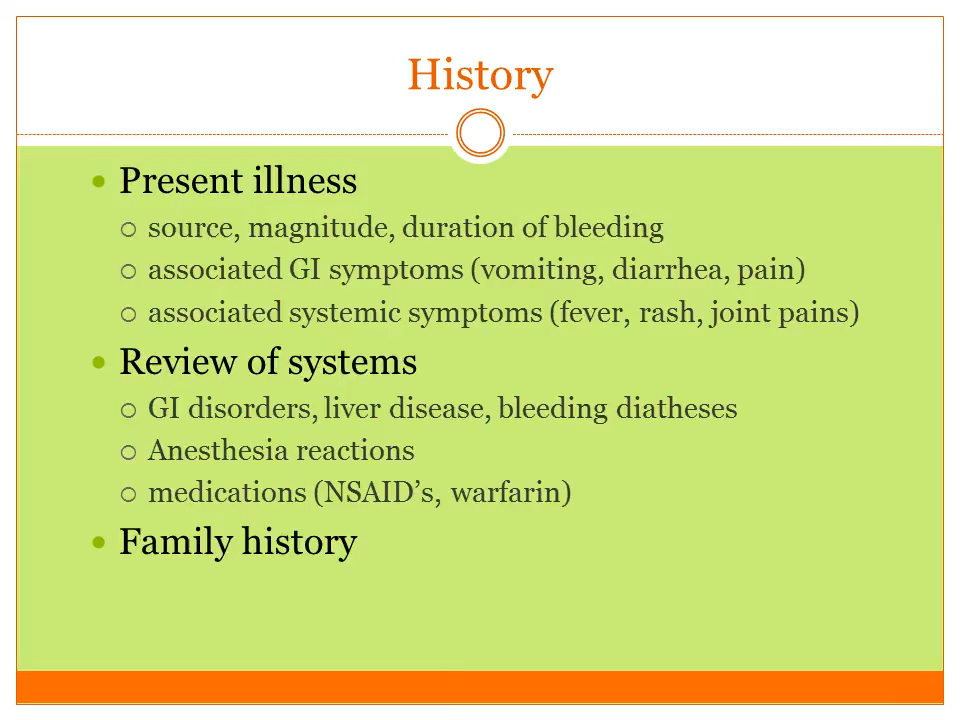 History
Present illness
source, magnitude, duration of bleeding
associated GI symptoms (vomiting, diarrhea, pain)
associated systemic symptoms (fever, rash, joint pains)
Review of systems
GI disorders, liver disease, bleeding diatheses
Anesthesia reactions
medications (NSAID’s, warfarin)
Family history